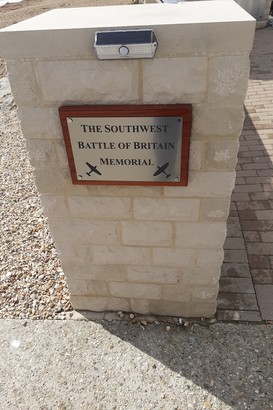 The Southwest
Battle of Britain
Memorial